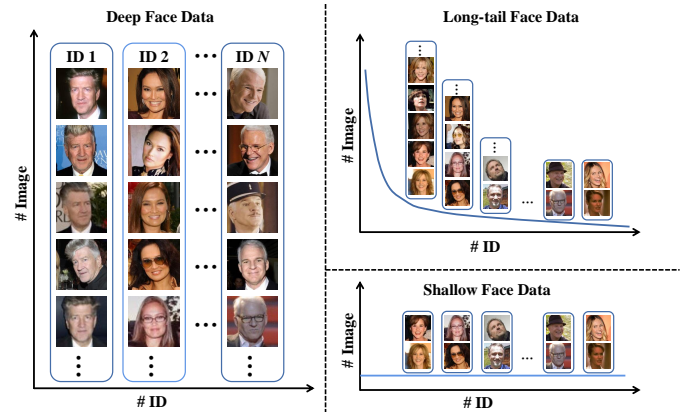 Deep Face Data
ID 1
ID 2
ID N
# Image
# ID
Long-tail Face Data
# Image
...
# ID
Shallow Face Data
# Image
...
# ID